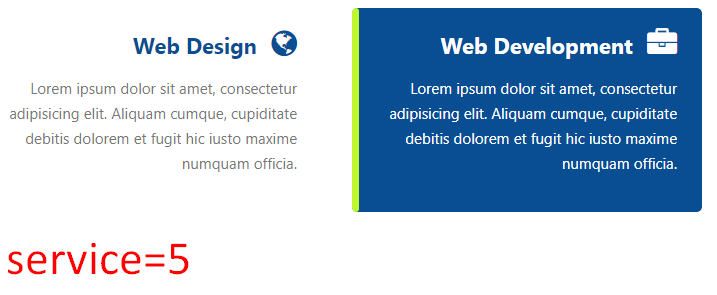 Web Design
Lorem ipsum dolor sit amet, consectetur
adipisicing elit. Aliquam cumque, cupiditate
debitis dolorem et fugit hic iusto maxime
numquam officia.
Web Development
Lorem ipsum dolor sit amet, consectetur
adipisicing elit. Aliquam cumque, cupiditate
debitis dolorem et fugit hic iusto maxime
numquam officia.
service=5